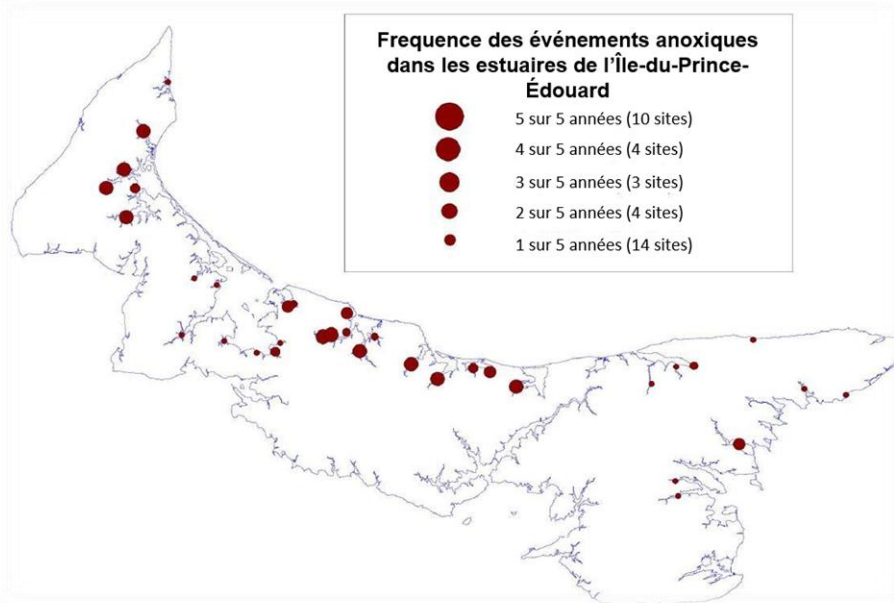 Frequence des événements anoxiques
dans les estuaires de l'Île-du-Prince-
Édouard
5 sur 5 années (10 sites)
4 sur 5 années (4 sites)
3 sur 5 années (3 sites)
2 sur 5 années (4 sites)
1 sur 5 années (14 sites)